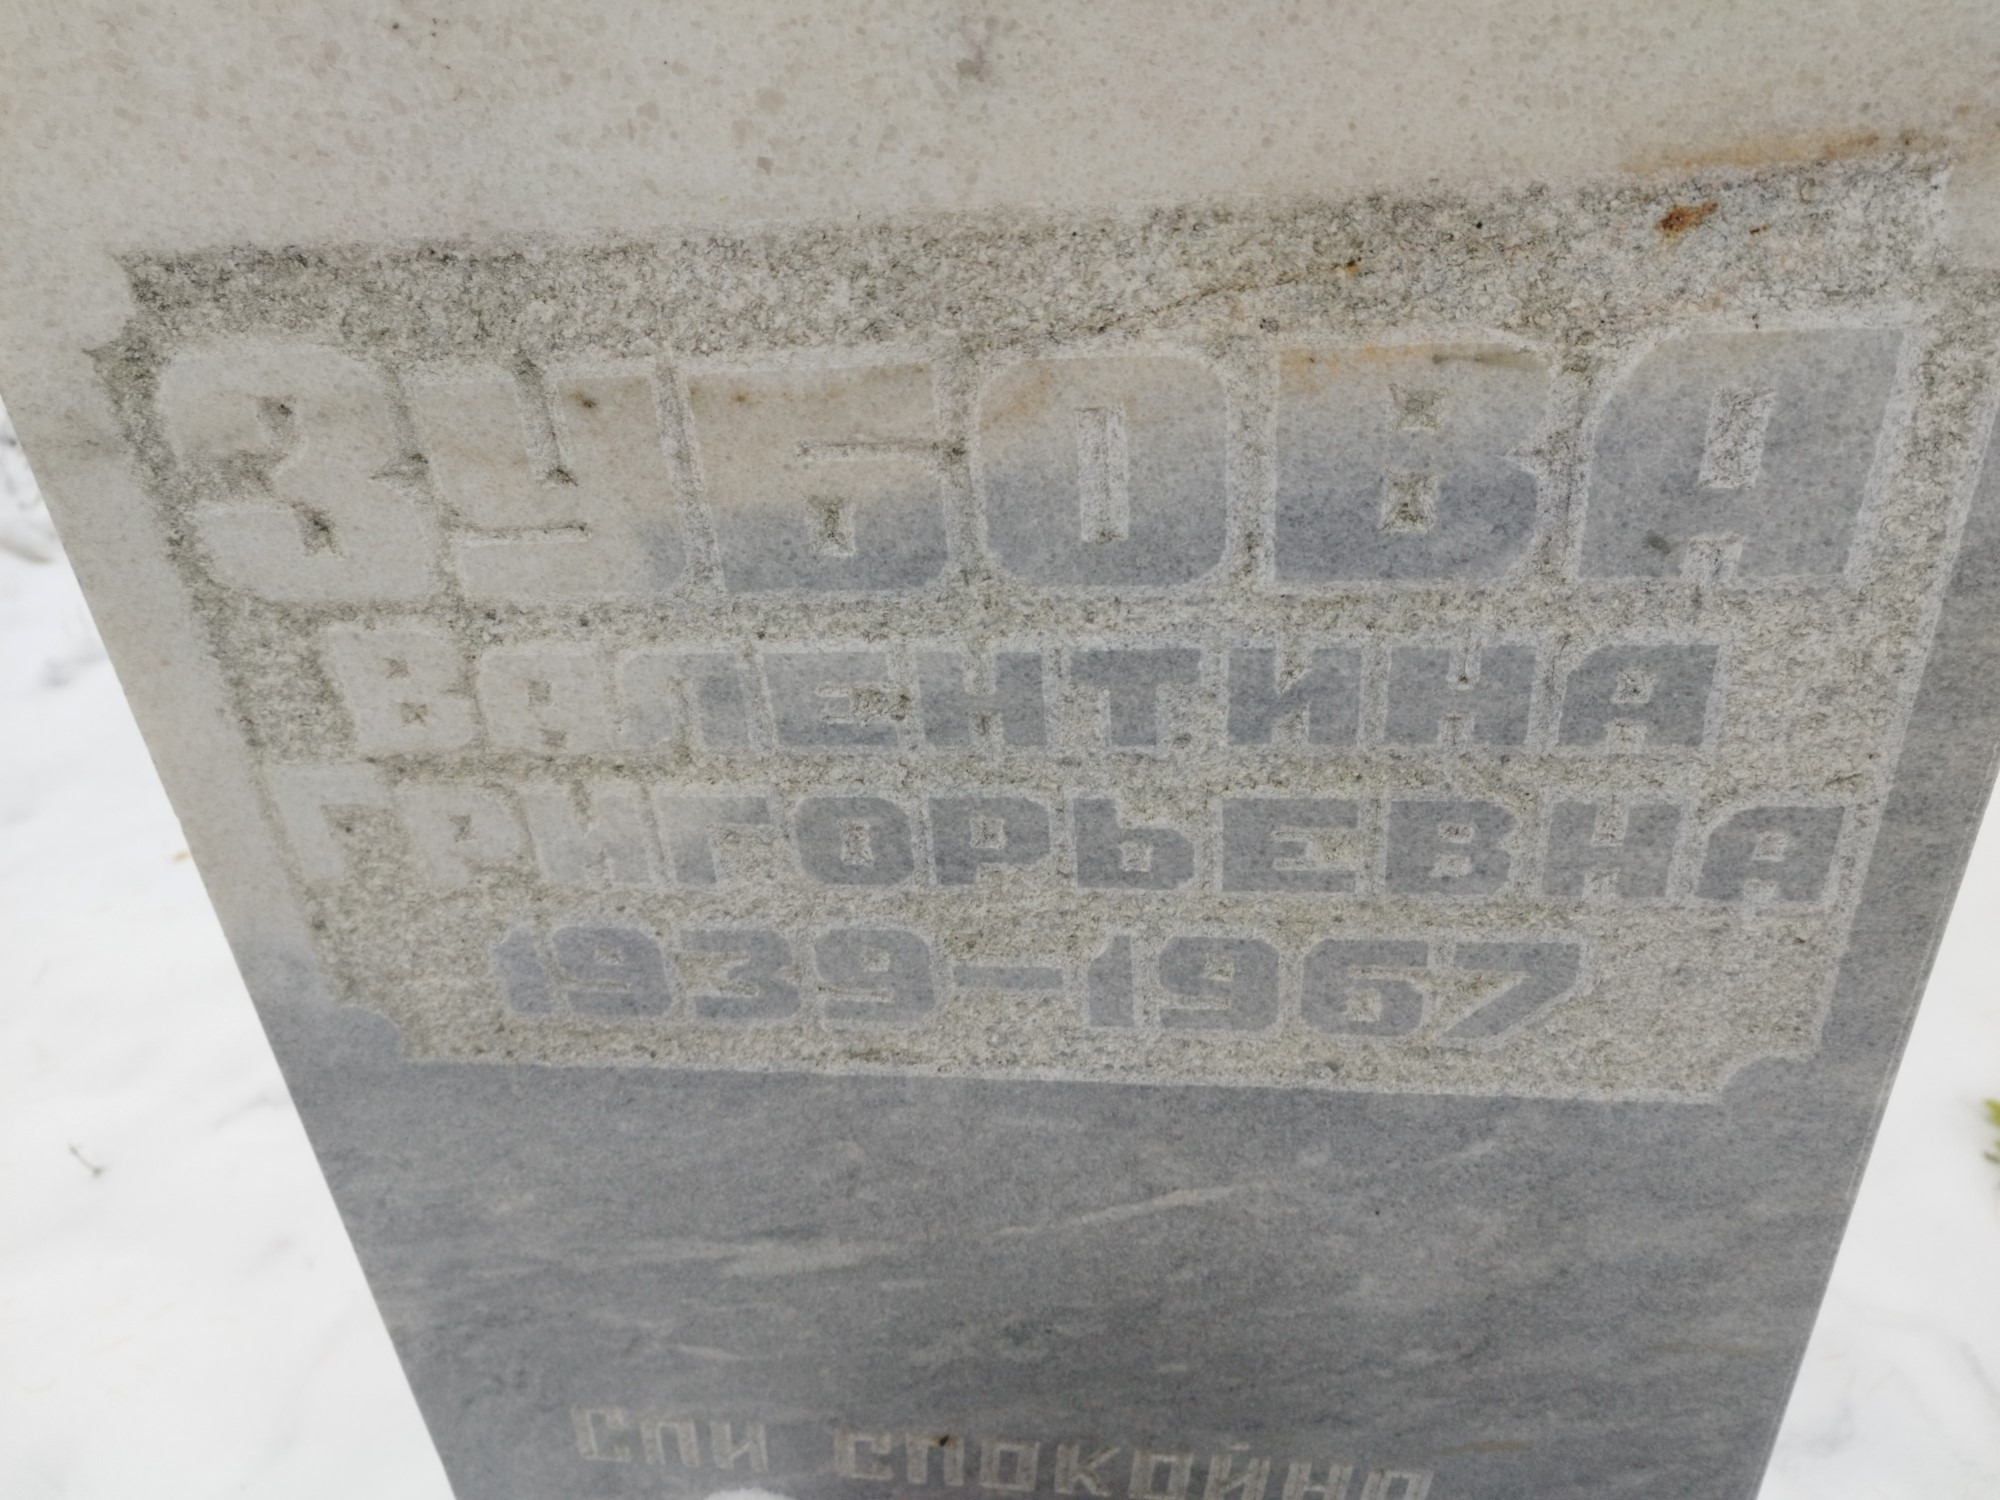 ЗУБОВА
ВАЛЕНТИНА
ГРИГОРЬЕВНА
1939-1967
Спи спокойно